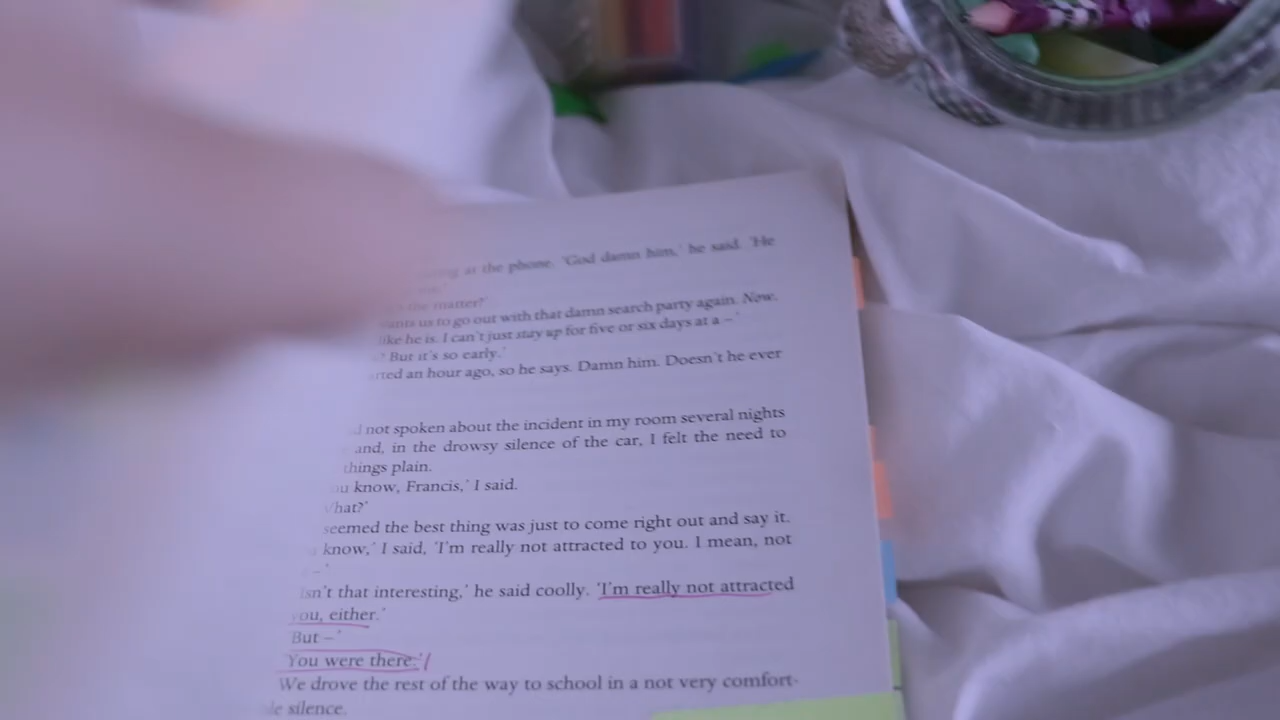 at the phone. 'God damn him,' he said. 'He
the matter?'
us to go out with that damn search party again. Now.
like he is. I can't just stay up for five or six days at a – '
But it's so early.'
an hour ago, so he says. Damn him. Doesn't he ever
not spoken about the incident in my room several nights
and, in the drowsy silence of the car, I felt the need to
things plain.
know, Francis,' I said.
seemed the best thing was just to come right out and say it.
know,' I said, 'I'm really not attracted to you. I mean, not
– '
isn't that interesting,' he said coolly. 'I'm really not attracted
you, either.'
'But – '
'You were there.'
We drove the rest of the way to school in a not very comfort-
silence.